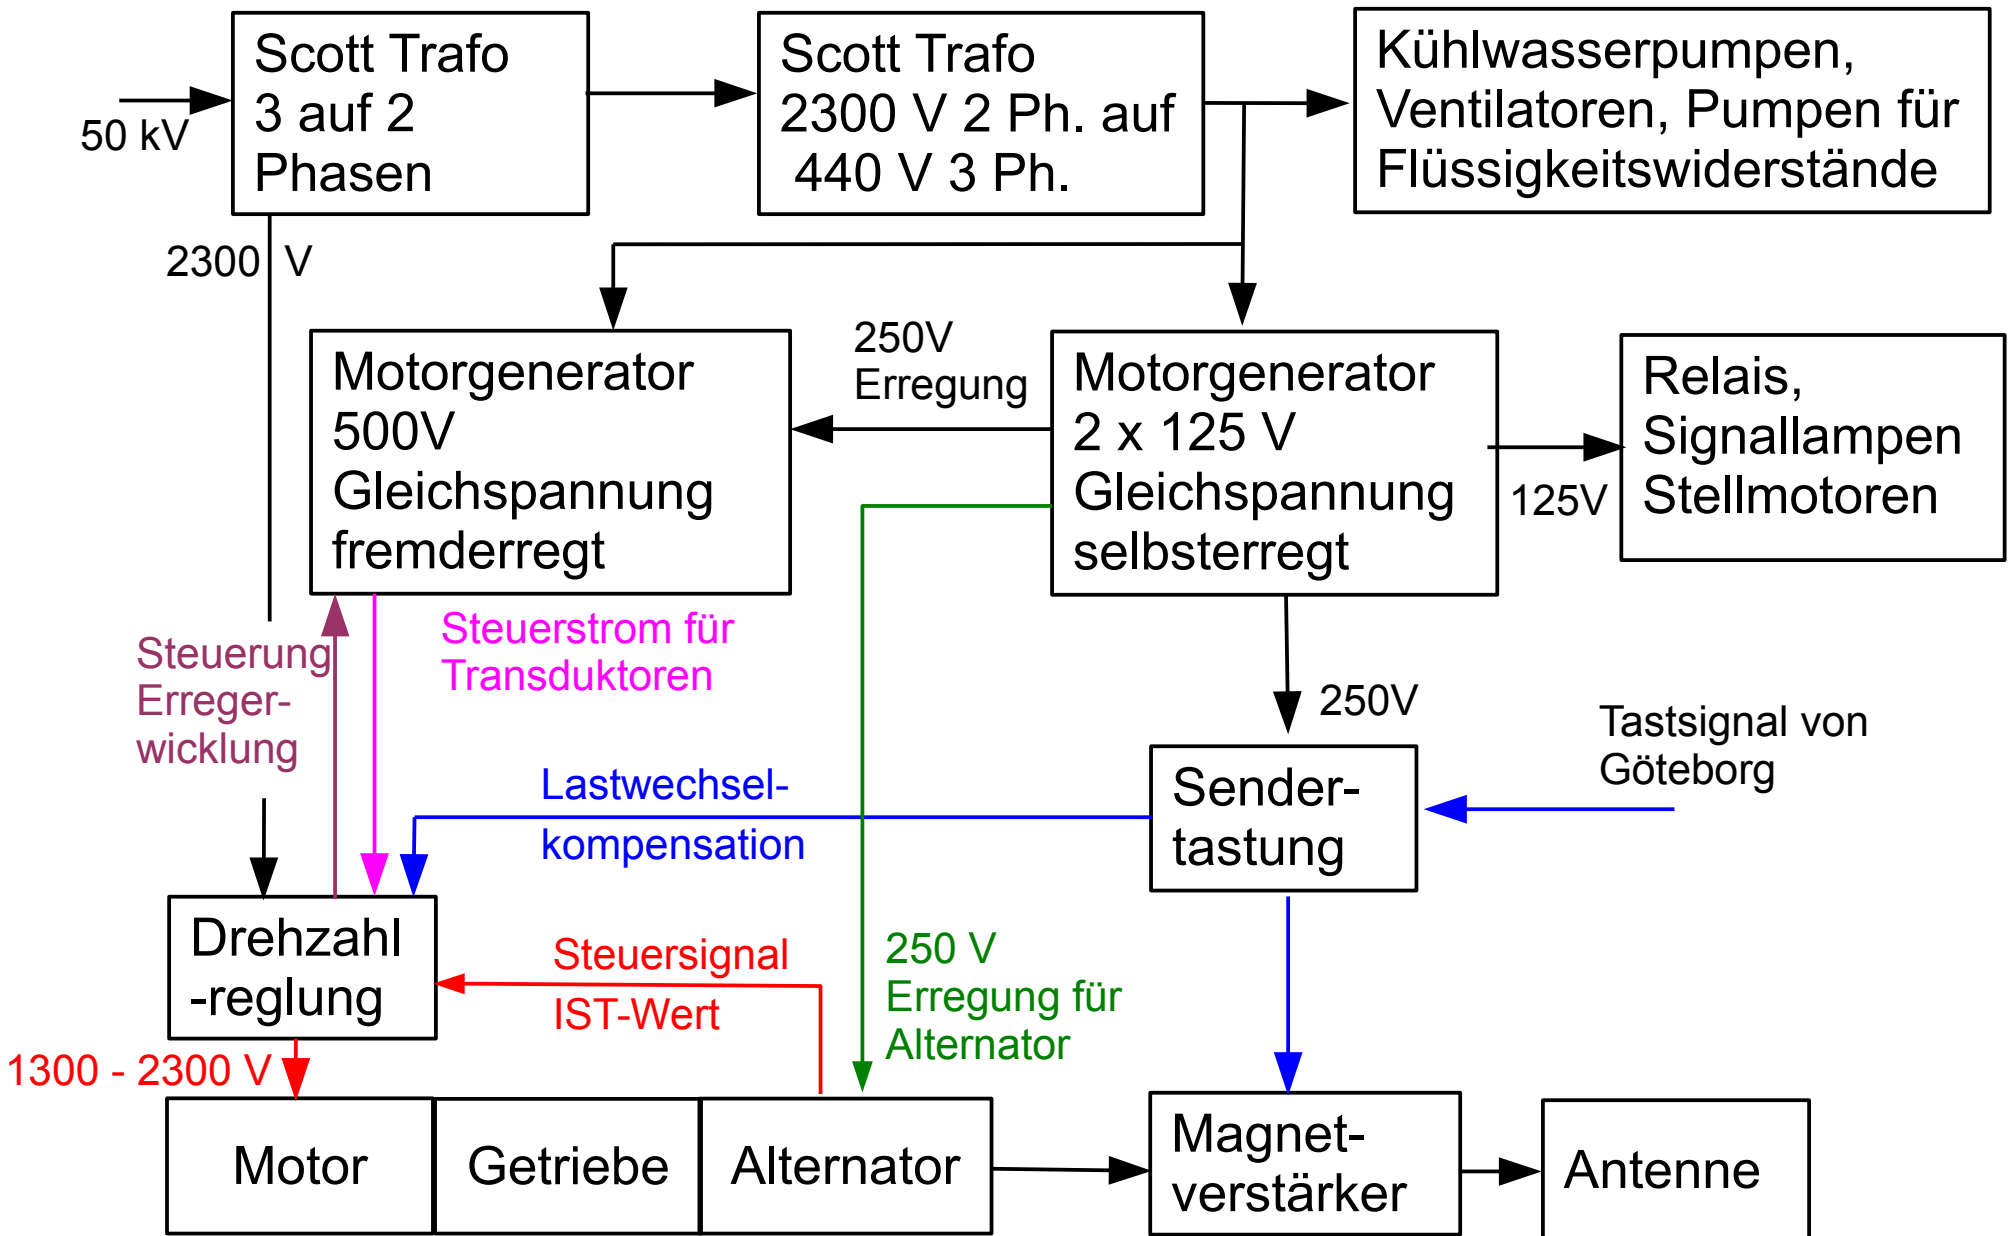 Scott Trafo
3 auf 2
Phasen
Scott Trafo
2300 V 2 Ph. auf
440 V 3 Ph.
Kühlwasserpumpen,
Ventilatoren, Pumpen für
Flüssigkeitswiderstände
50 kV
2300 V
Motorgenerator
500V
Gleichspannung
fremderregt
250V
Erregung
Motorgenerator
2 x 125 V
Gleichspannung
selbsterregt
125V
Relais,
Signallampen
Stellmotoren
Steuerung
Erreger-
wicklung
Steuerstrom für
Transduktoren
250V
Tastsignal von
Göteborg
Lastwechsel-
kompensation
Sender-
tastung
Drehzahl
-reglung
Steuersignal
IST-Wert
250 V
Erregung für
Alternator
1300 - 2300 V
Motor
Getriebe
Alternator
Magnet-
verstärker
Antenne